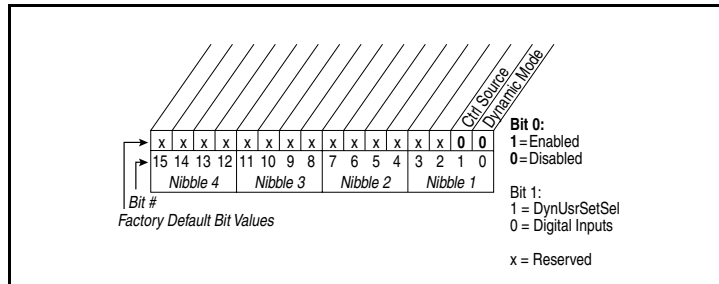 Ctrl Source
Dynamic Mode
x x x x x x x x x x x x x x 0 0
15 14 13 12 11 10 9 8 7 6 5 4 3 2 1 0
Nibble 4 Nibble 3 Nibble 2 Nibble 1
Bit #
Factory Default Bit Values
Bit 0:
1=Enabled
0=Disabled
Bit 1:
1 = DynUsrSetSel
0 = Digital Inputs
x = Reserved